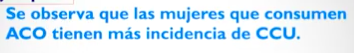 Se observa que las mujeres que consumen
ACO tienen más incidencia de CCU.